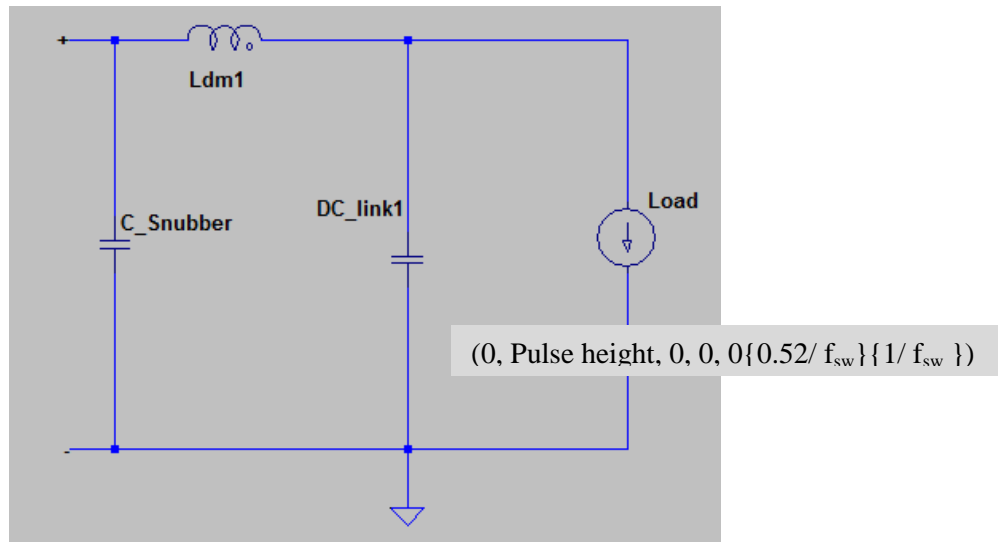 +
Ldm1
C_Snubber
DC_link1
Load
(0, Pulse height, 0, 0, 0{0.52/ fsw}{1/ fsw })
-